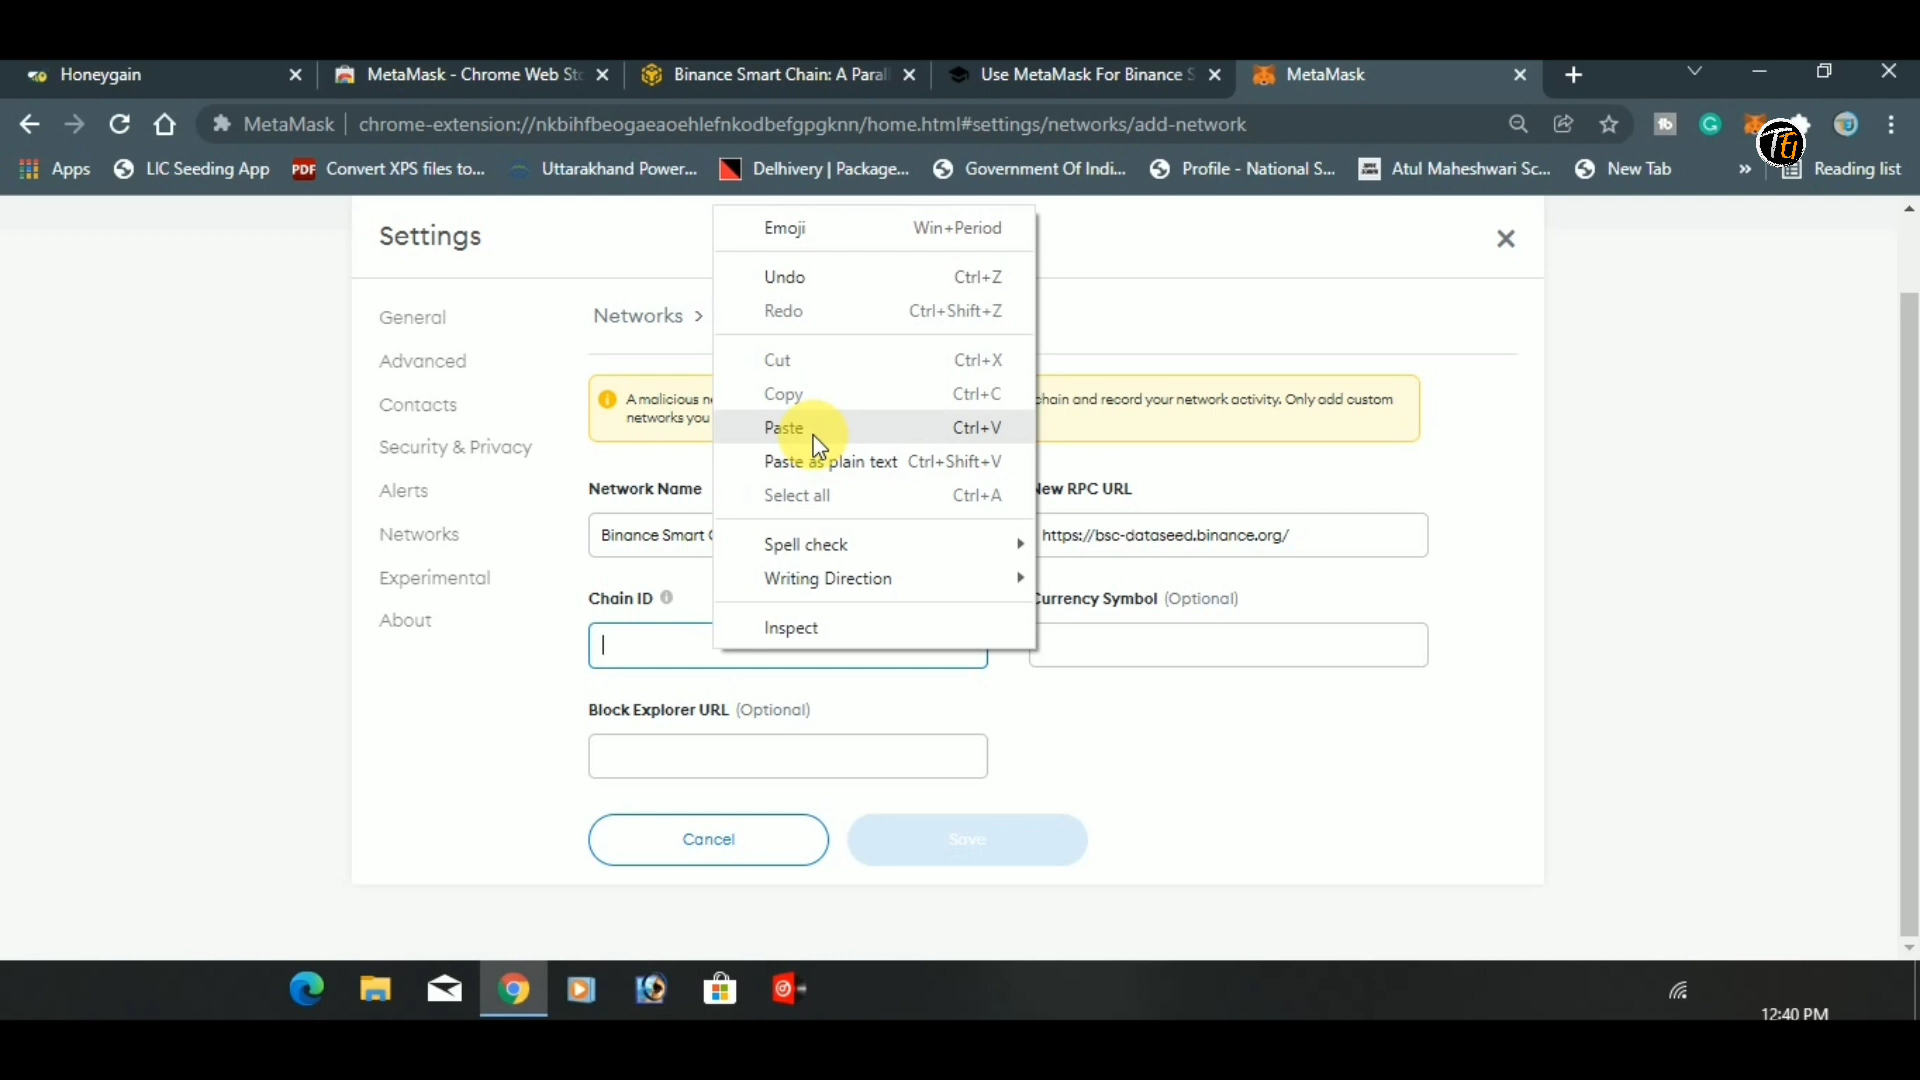 Honeygain
MetaMask - Chrome Web Sto
Binance Smart Chain: A Paral
Use MetaMask For Binance S
MetaMask
MetaMask
chrome-extension://nkbihfbeogaeaoehlefnkodbefgpgknn/home.html#settings/networks/add-network
Apps
LIC Seeding App
PDF
Convert XPS files to...
Uttarakhand Power...
Delhivery | Package...
Government Of Indi...
Profile - National S...
Atul Maheshwari Sc...
New Tab
»
Reading list
Settings
General
Advanced
Contacts
Security & Privacy
Alerts
Networks
Experimental
About
Networks >
A malicious n
networks you
chain and record your network activity. Only add custom
Emoji Win+Period
Undo Ctrl+Z
Redo Ctrl+Shift+Z
Cut Ctrl+X
Copy Ctrl+C
Paste Ctrl+V
Paste as plain text Ctrl+Shift+V
Select all Ctrl+A
Spell check
Writing Direction
Inspect
Network Name
Binance Smart C
New RPC URL
https://bsc-dataseed.binance.org/
Chain ID
Currency Symbol (Optional)
Block Explorer URL (Optional)
Cancel
Save
12:40 PM